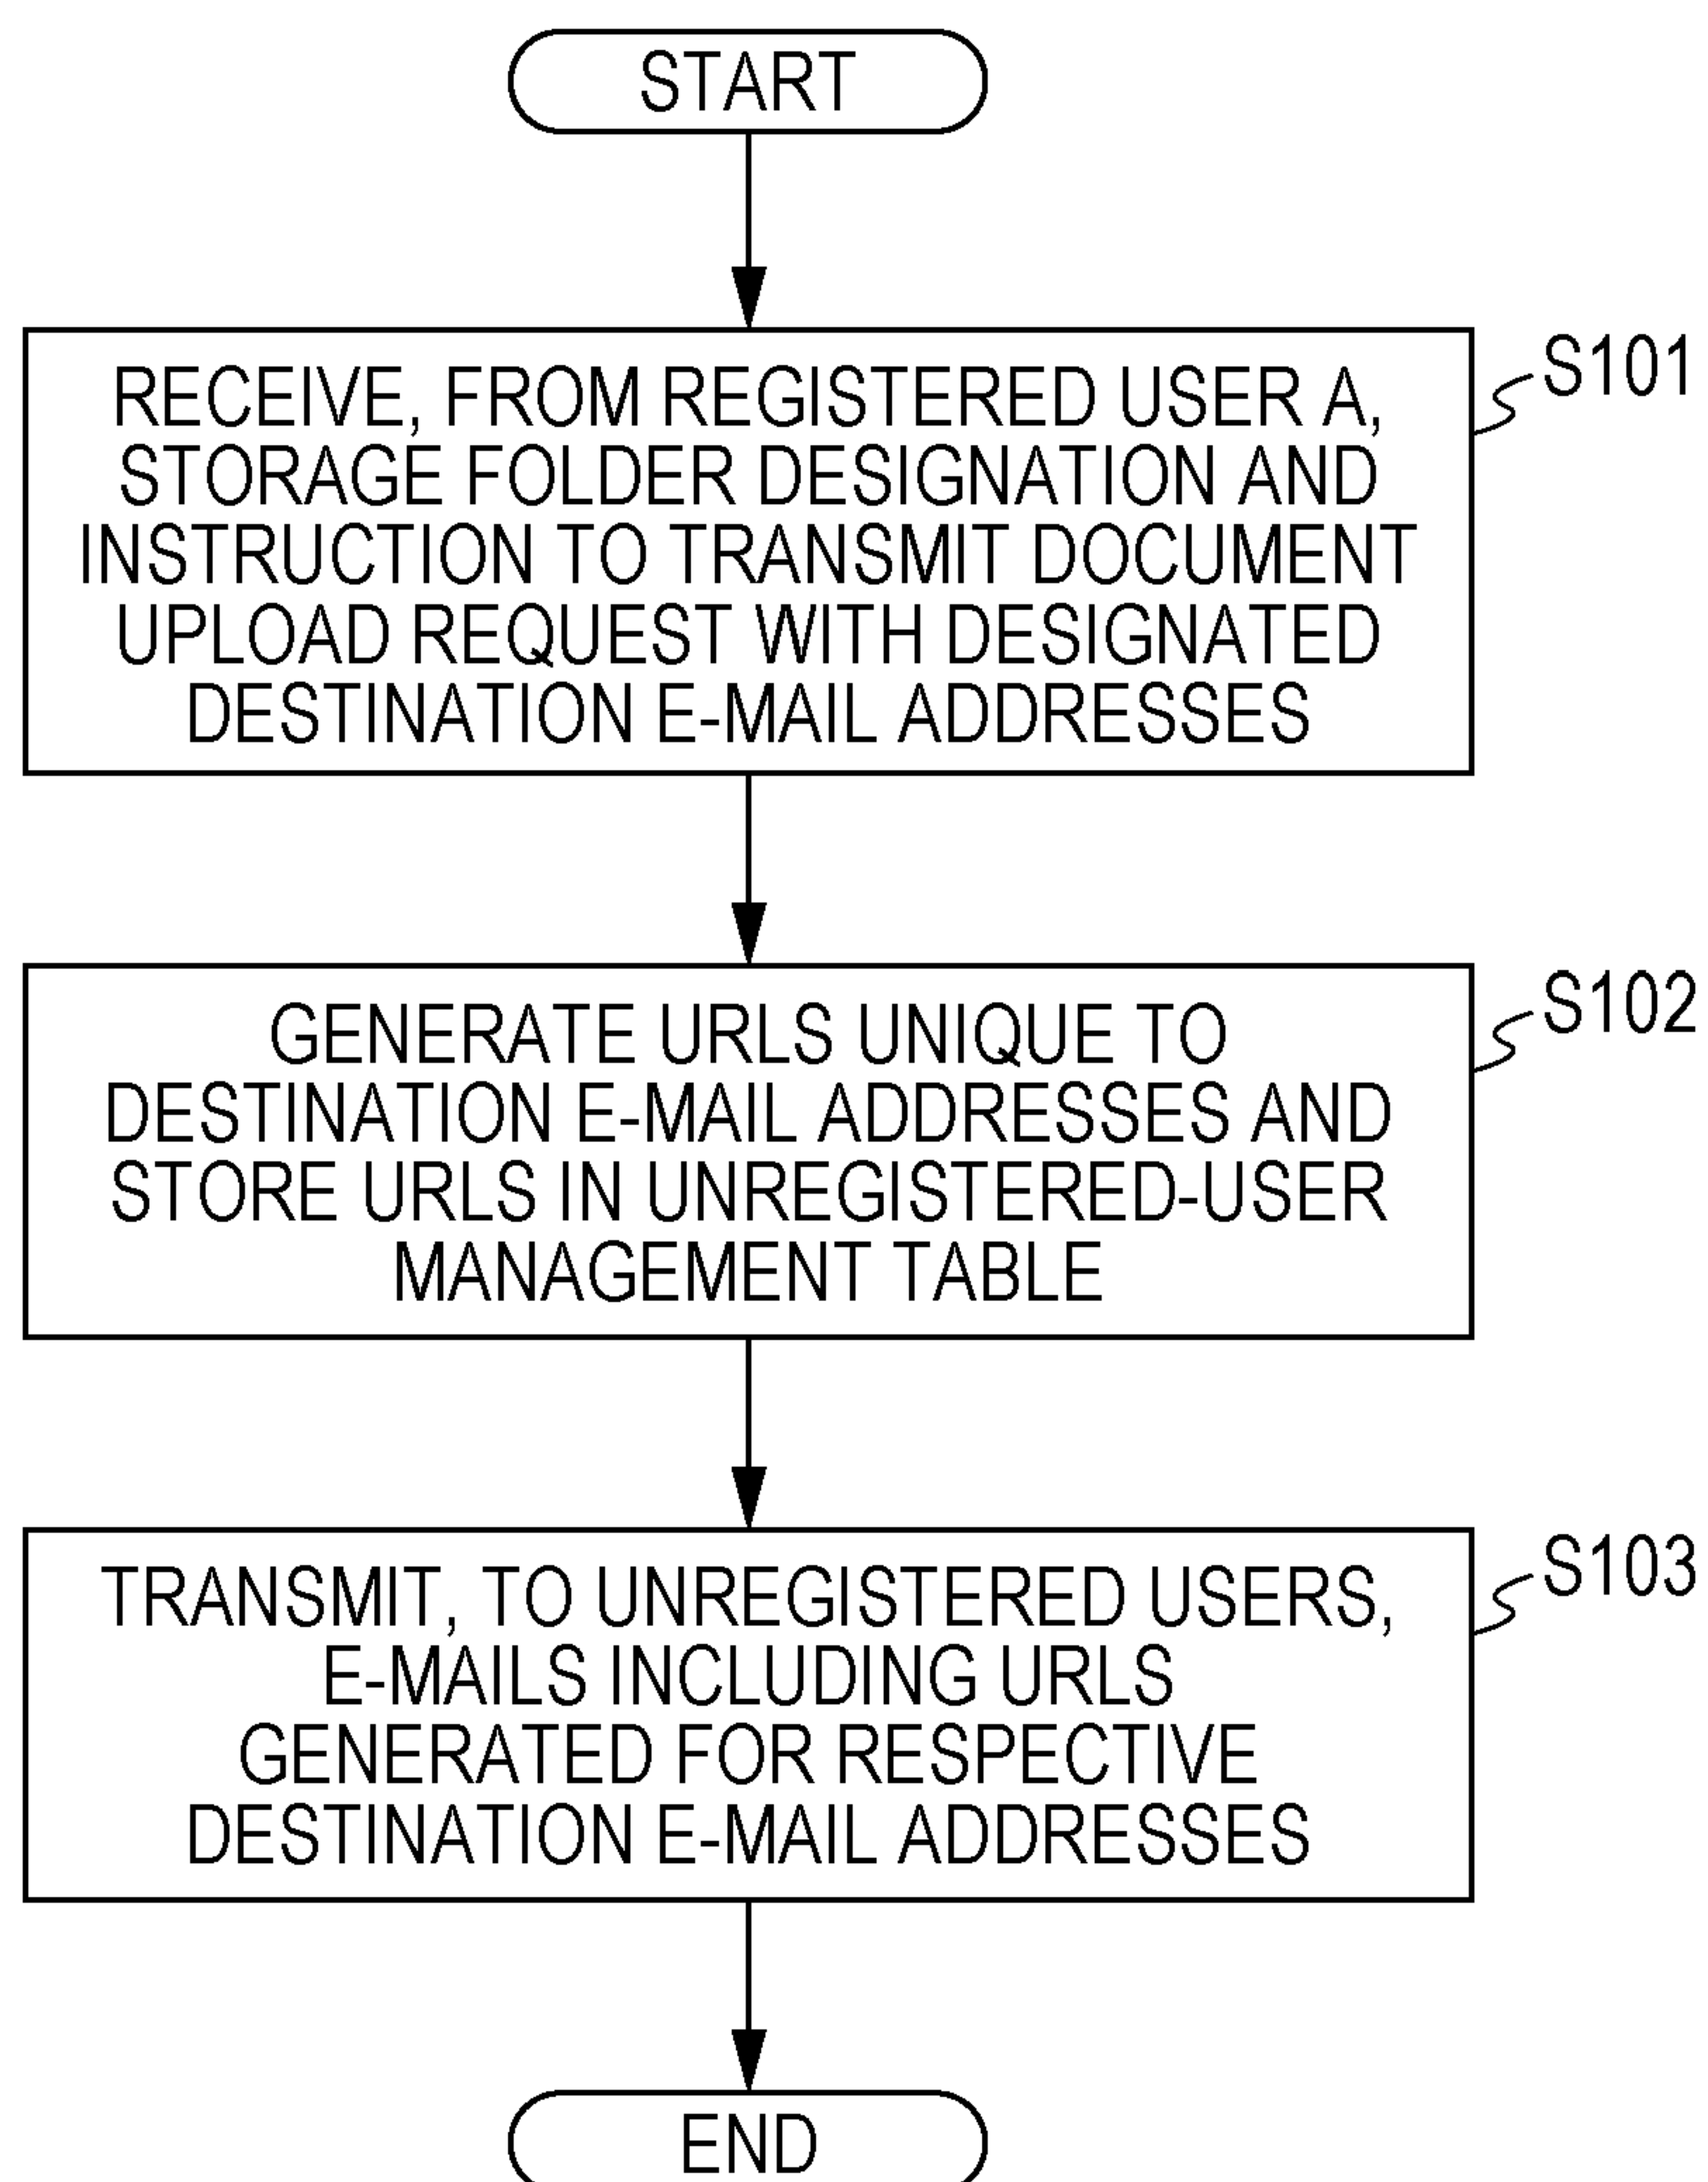 START
RECEIVE, FROM REGISTERED USER A,
STORAGE FOLDER DESIGNATION AND
INSTRUCTION TO TRANSMIT DOCUMENT
UPLOAD REQUEST WITH DESIGNATED
DESTINATION E-MAIL ADDRESSES
S101
GENERATE URLS UNIQUE TO
DESTINATION E-MAIL ADDRESSES AND
STORE URLS IN UNREGISTERED-USER
MANAGEMENT TABLE
S102
TRANSMIT, TO UNREGISTERED USERS,
E-MAILS INCLUDING URLS
GENERATED FOR RESPECTIVE
DESTINATION E-MAIL ADDRESSES
S103
END